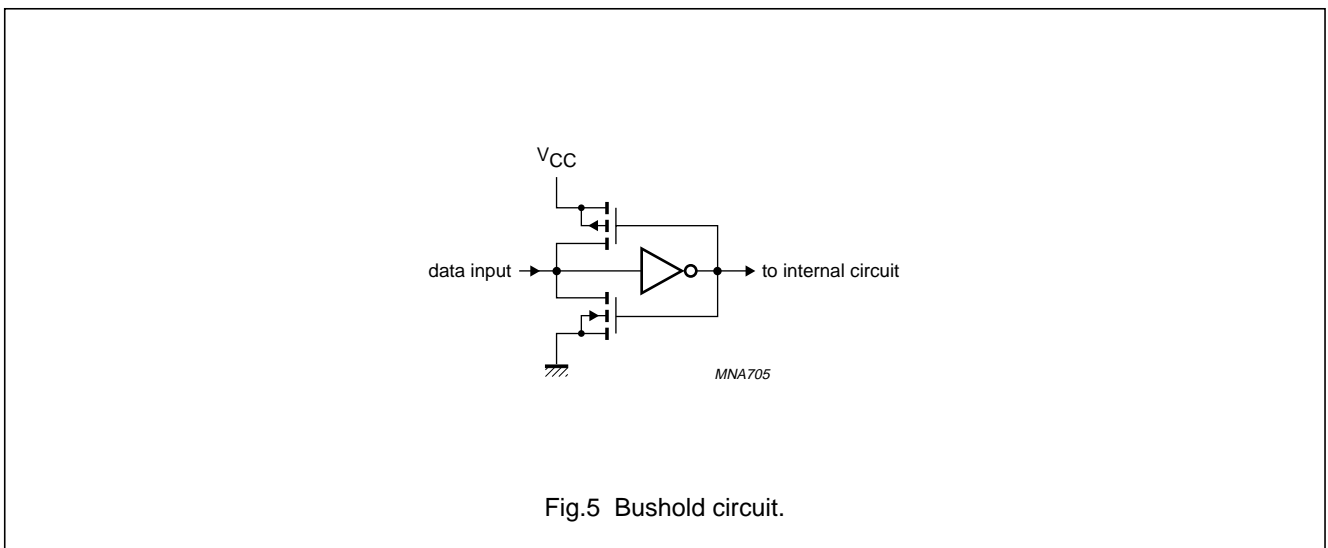 VCC
data input
to internal circuit
MNA705
Fig.5 Bushold circuit.